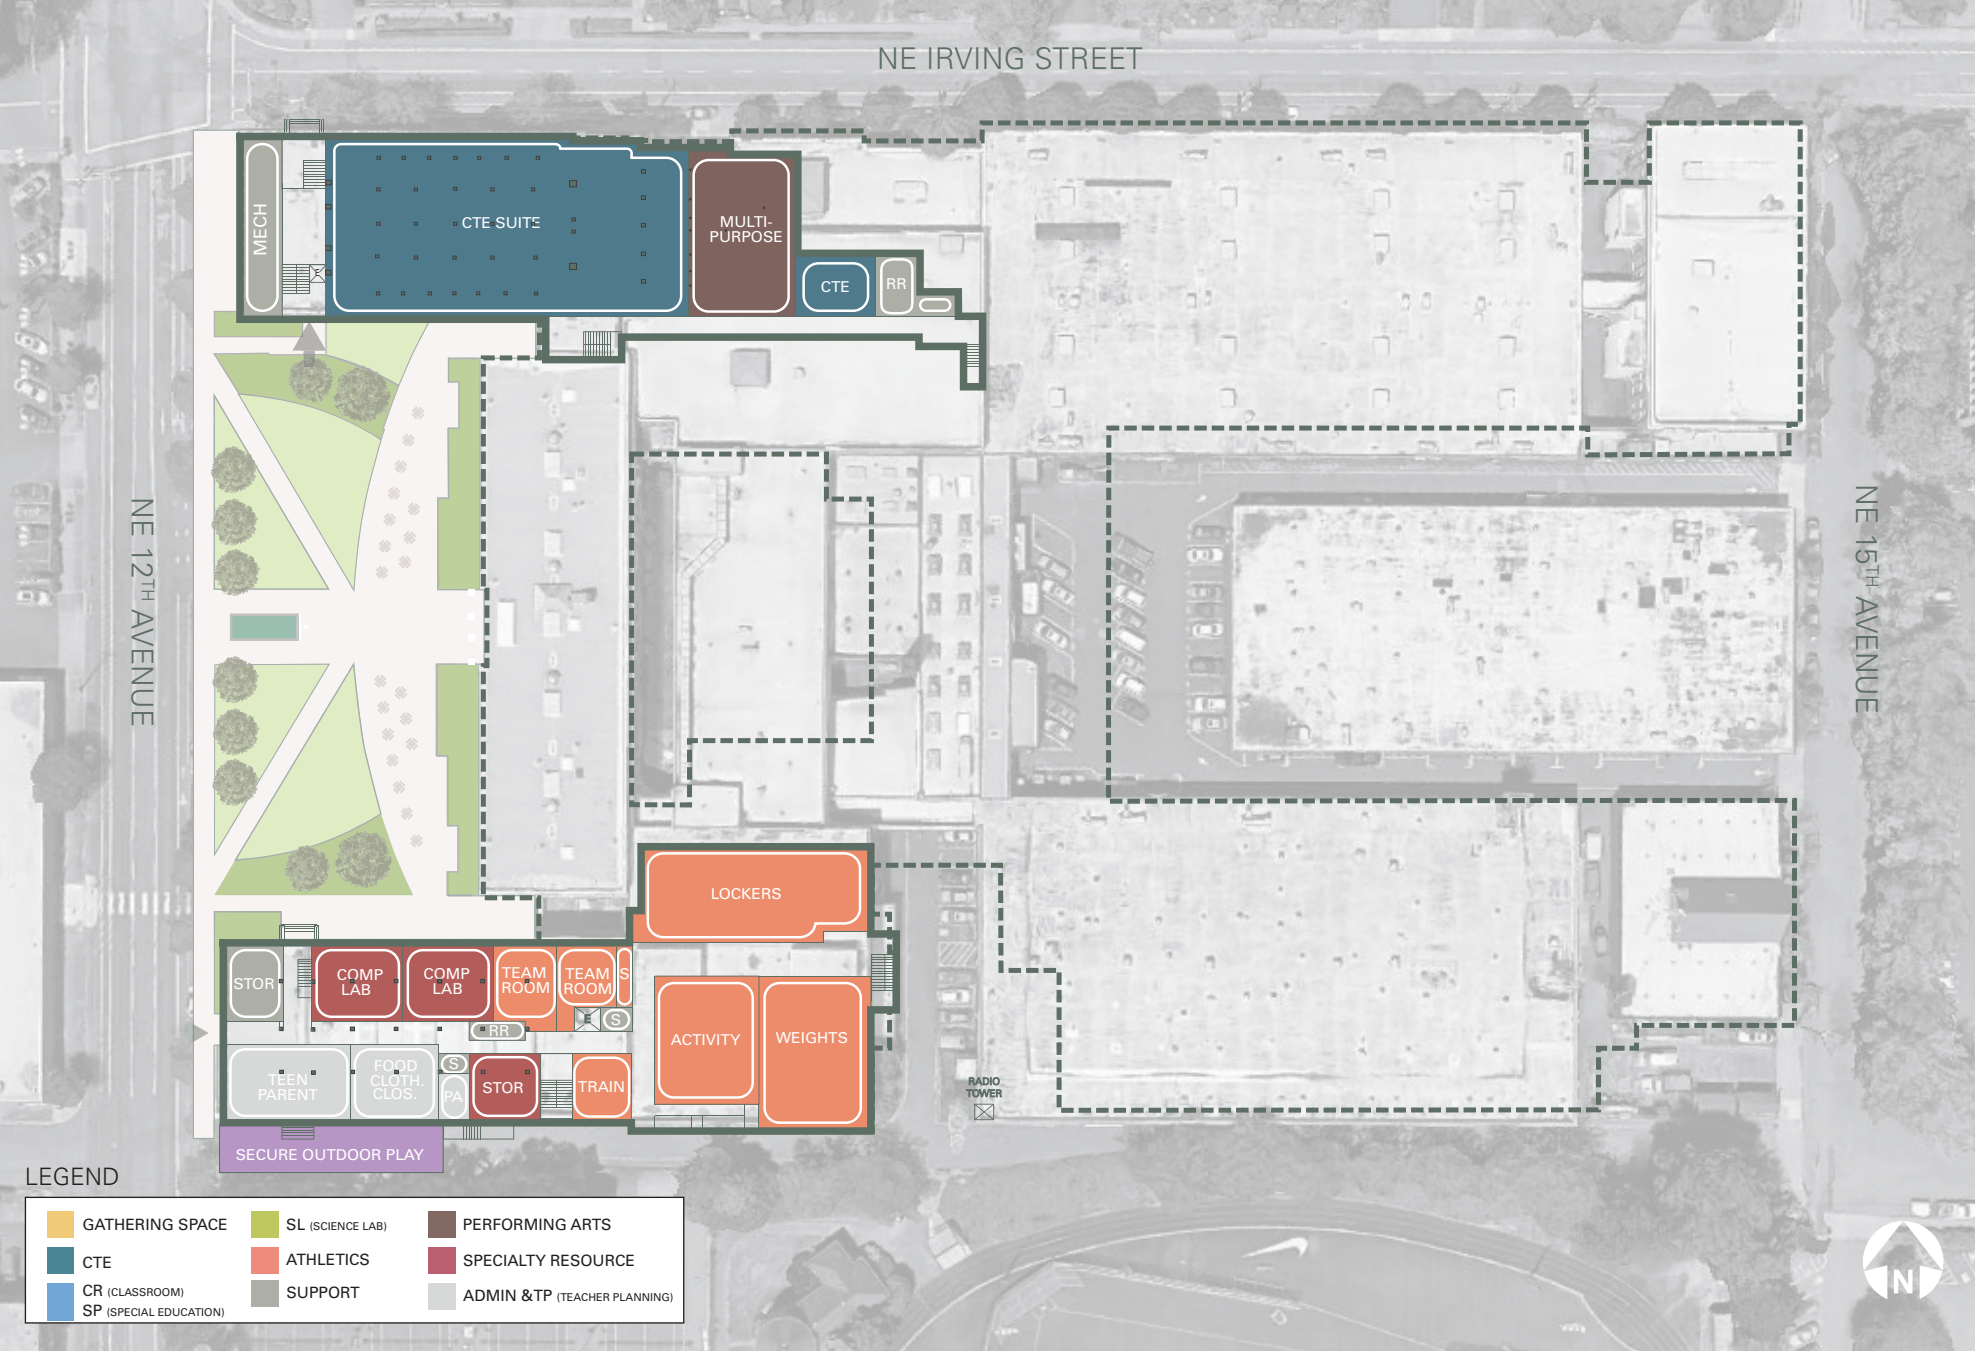 NE IRVING STREET
MECH
CTE SUITE
MULTI-
PURPOSE
CTE
RR
E
NE 12TH AVENUE
NE 15TH AVENUE
LOCKERS
STOR
COMP
LAB
COMP
LAB
TEAM
ROOM
TEAM
ROOM
S
RR
E
S
ACTIVITY
WEIGHTS
TEEN
PARENT
FOOD
CLOTH.
CLOS.
S
PA
STOR
TRAIN
RADIO
TOWER
SECURE OUTDOOR PLAY
LEGEND
GATHERING SPACE
CTE
CR (CLASSROOM)
SP (SPECIAL EDUCATION)
SL (SCIENCE LAB)
ATHLETICS
SUPPORT
PERFORMING ARTS
SPECIALTY RESOURCE
ADMIN &TP (TEACHER PLANNING)
N